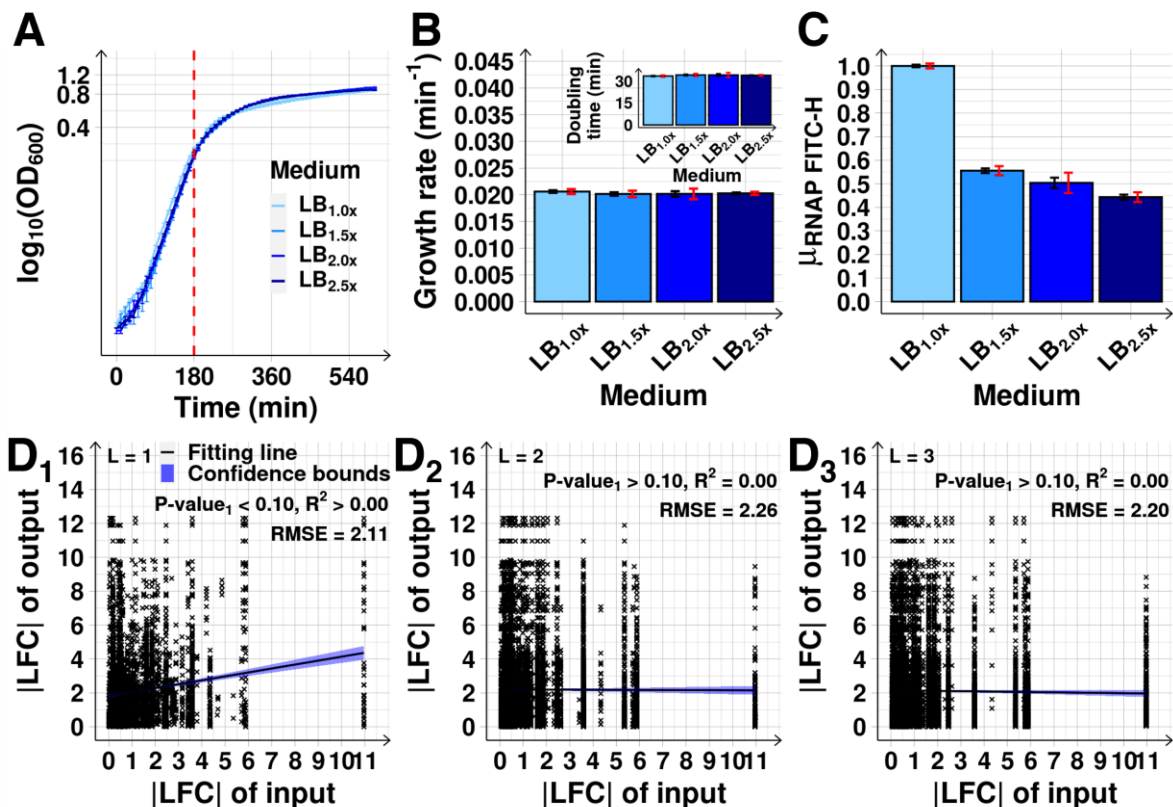 A
log₁₀(OD₆₀₀)
1.2
0.8
0.4
Medium
LB₁.₀ₓ
LB₁.₅ₓ
LB₂.₀ₓ
LB₂.₅ₓ
0 180 360 540
Time (min)
B
Growth rate (min⁻¹)
0.045
0.040
0.035
0.030
0.025
0.020
0.015
0.010
0.005
0.000
Doubling
time (min)
30
15
0
LB₁.₀ₓ LB₁.₅ₓ LB₂.₀ₓ LB₂.₅ₓ
Medium
LB₁.₀ₓ LB₁.₅ₓ LB₂.₀ₓ LB₂.₅ₓ
Medium
C
μRNAP FITC-H
1.0
0.9
0.8
0.7
0.6
0.5
0.4
0.3
0.2
0.1
0.0
LB₁.₀ₓ LB₁.₅ₓ LB₂.₀ₓ LB₂.₅ₓ
Medium
D₁
|LFC| of output
16
14
12
10
8
6
4
2
0
L = 1
Fitting line
Confidence bounds
P-value₁ < 0.10, R² > 0.00
RMSE = 2.11
0 1 2 3 4 5 6 7 8 9 10 11
|LFC| of input
D₂
|LFC| of output
16
14
12
10
8
6
4
2
0
L = 2
P-value₁ > 0.10, R² = 0.00
RMSE = 2.26
0 1 2 3 4 5 6 7 8 9 10 11
|LFC| of input
D₃
|LFC| of output
16
14
12
10
8
6
4
2
0
L = 3
P-value₁ > 0.10, R² = 0.00
RMSE = 2.20
0 1 2 3 4 5 6 7 8 9 10 11
|LFC| of input